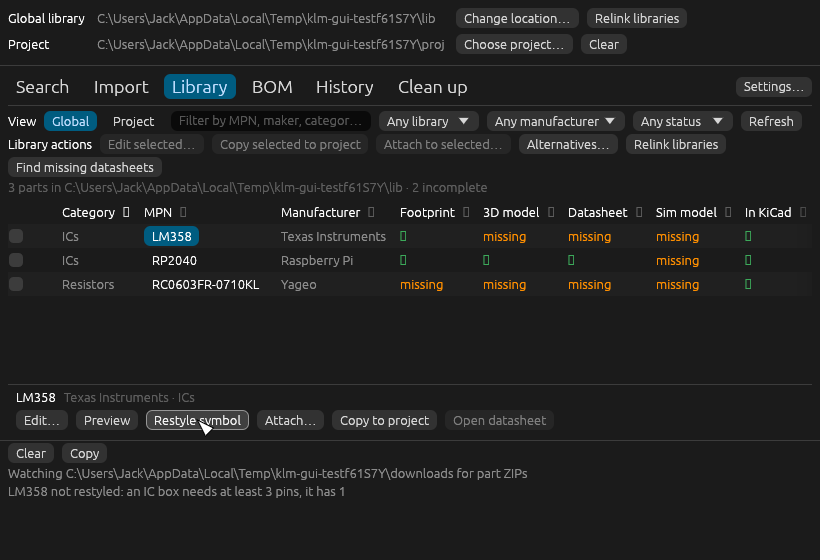 Global library C:\Users\Jack\AppData\Local\Temp\klm-gui-testf61S7Y\lib Change location... Relink libraries
Project C:\Users\Jack\AppData\Local\Temp\klm-gui-testf61S7Y\proj Choose project... Clear
Search Import Library BOM History Clean up Settings...
View Global Project Filter by MPN, maker, categor... Any library Any manufacturer Any status Refresh
Library actions Edit selected... Copy selected to project Attach to selected... Alternatives... Relink libraries
Find missing datasheets
3 parts in C:\Users\Jack\AppData\Local\Temp\klm-gui-testf61S7Y\lib · 2 incomplete
Category MPN Manufacturer Footprint 3D model Datasheet Sim model In KiCad
ICs LM358 Texas Instruments missing missing missing
ICs RP2040 Raspberry Pi missing
Resistors RC0603FR-0710KL Yageo missing missing missing missing
LM358 Texas Instruments · ICs
Edit... Preview Restyle symbol Attach... Copy to project Open datasheet
Clear Copy
Watching C:\Users\Jack\AppData\Local\Temp\klm-gui-testf61S7Y\downloads for part ZIPs
LM358 not restyled: an IC box needs at least 3 pins, it has 1